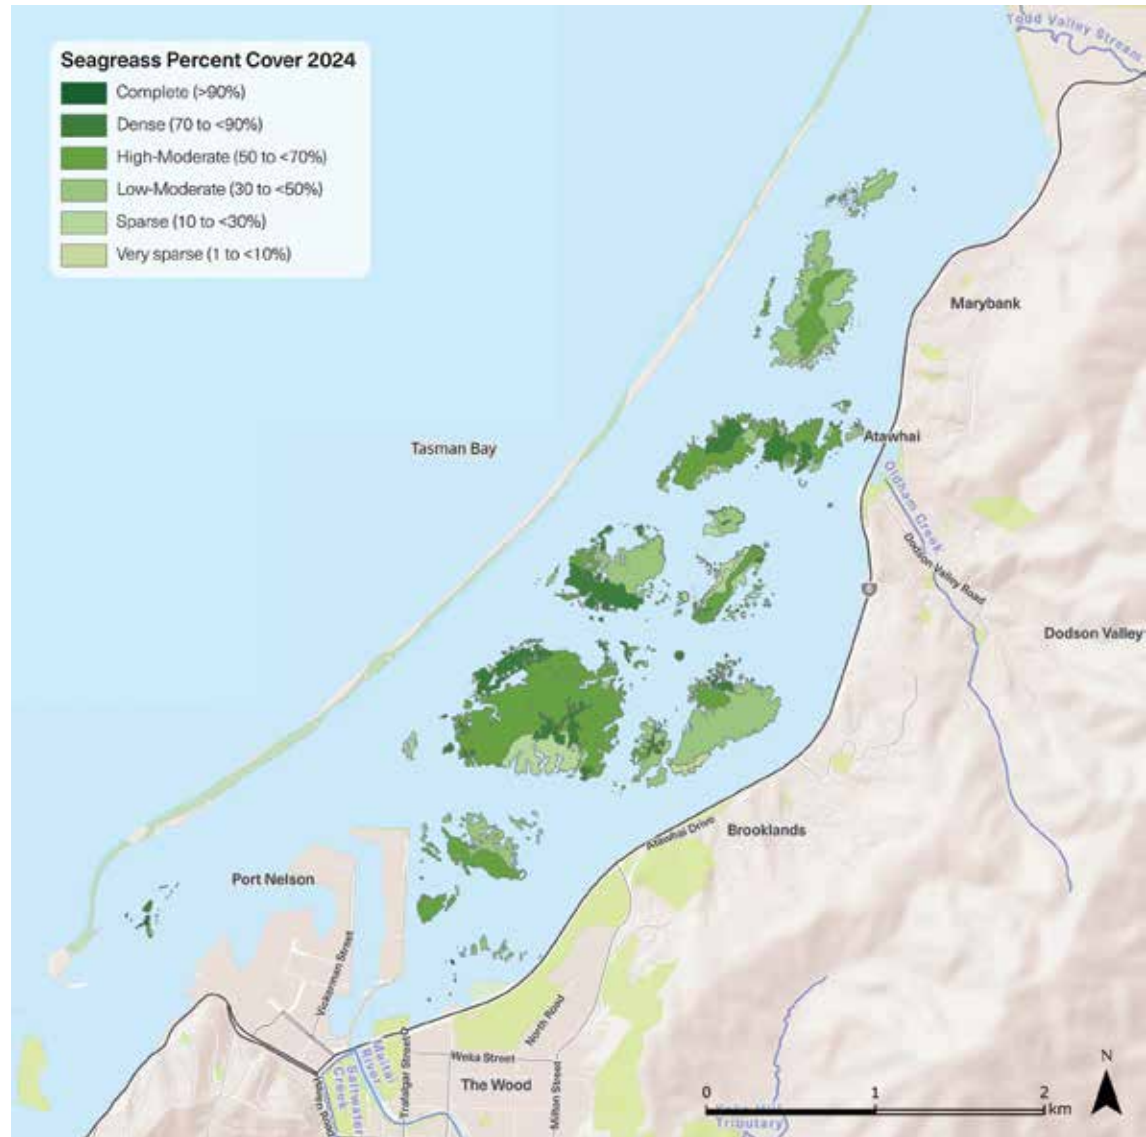 Seagreass Percent Cover 2024
Complete (>90%)
Dense (70 to <90%)
High-Moderate (50 to <70%)
Low-Moderate (30 to <50%)
Sparse (10 to <30%)
Very sparse (1 to <10%)
Todd Valley Stream
Marybank
Tasman Bay
Atawhai
Oldham Creek
Dodson Valley Road
6
Dodson Valley
Atawhai Drive
Brooklands
Port Nelson
Vickerman Street
North Road
Weka Street
The Wood
Trafalgar Street
Milton Street
Maitai River
Saltwater Creek
Haven Road
Tributary
0
1
2
km
N